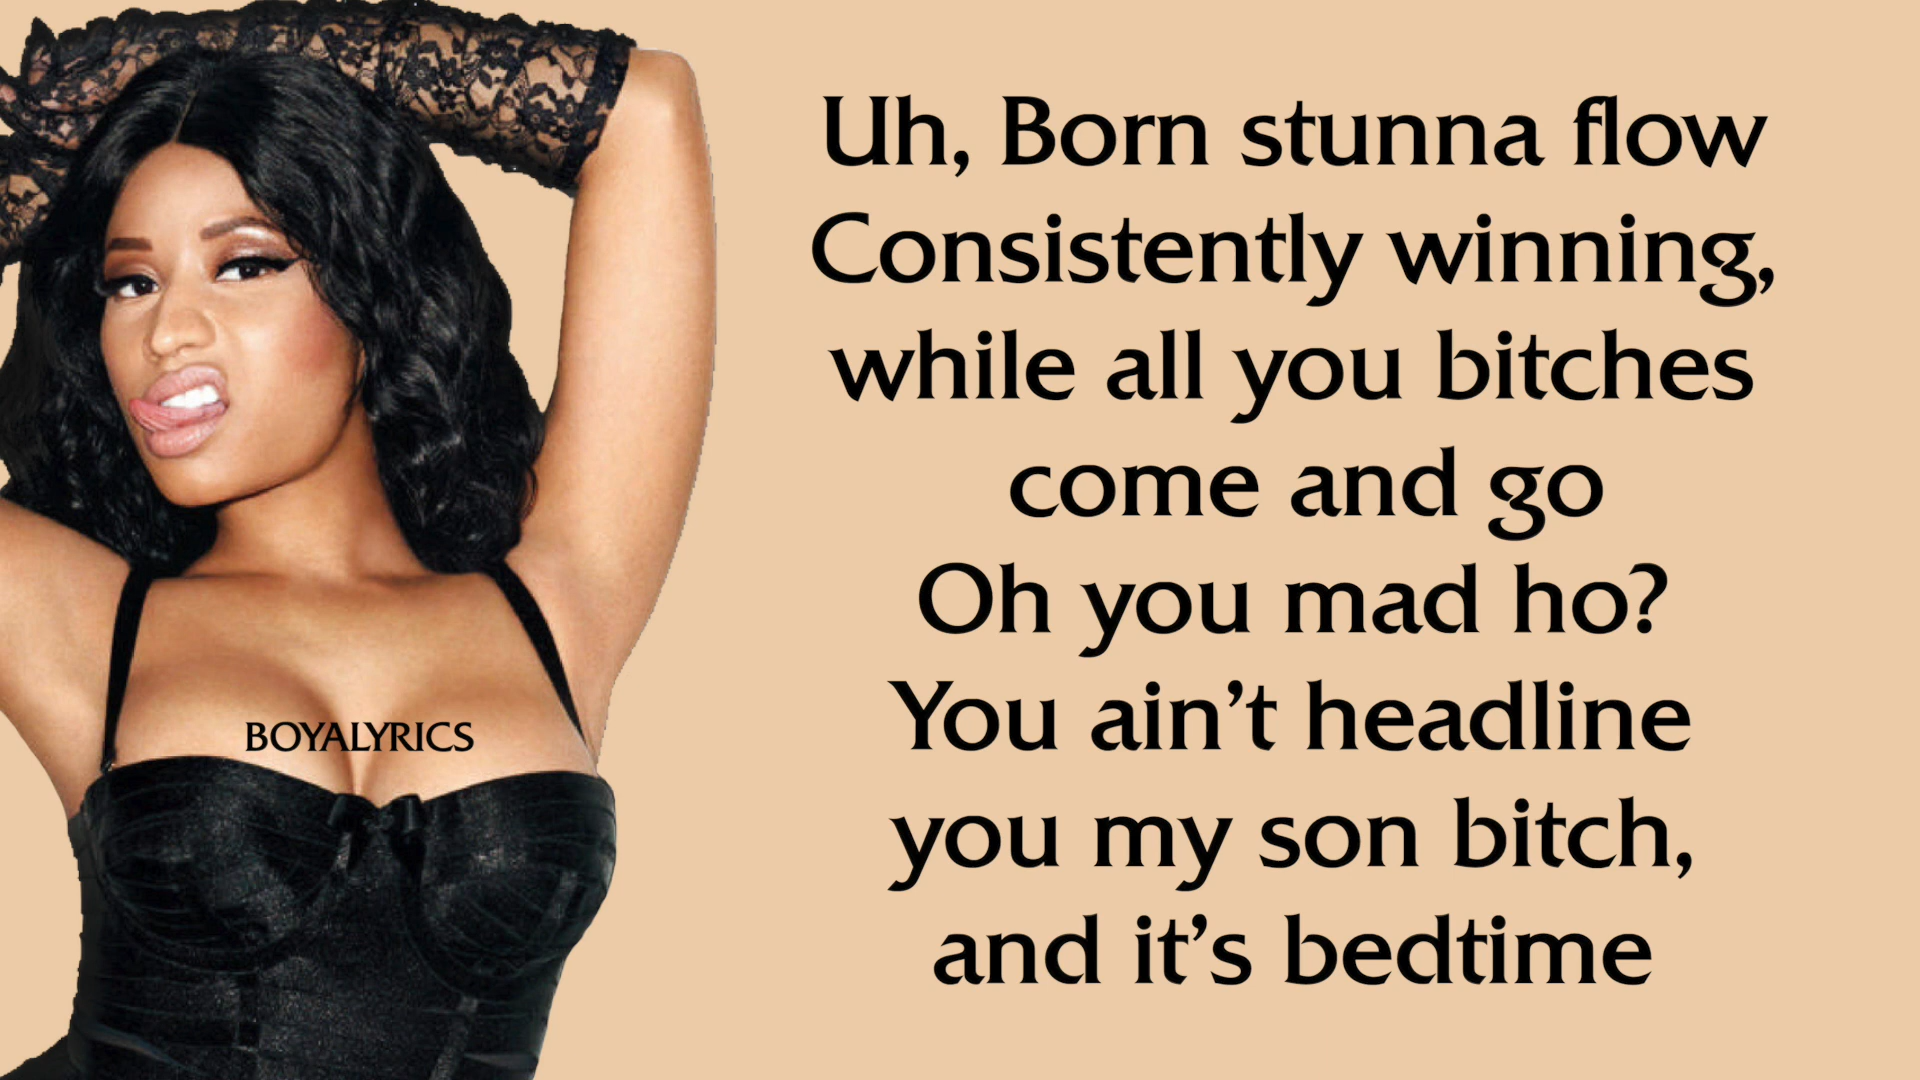 Uh, Born stunna flow
Consistently winning,
while all you bitches
come and go
Oh you mad ho?
You ain’t headline
you my son bitch,
and it’s bedtime
BOYALYRICS